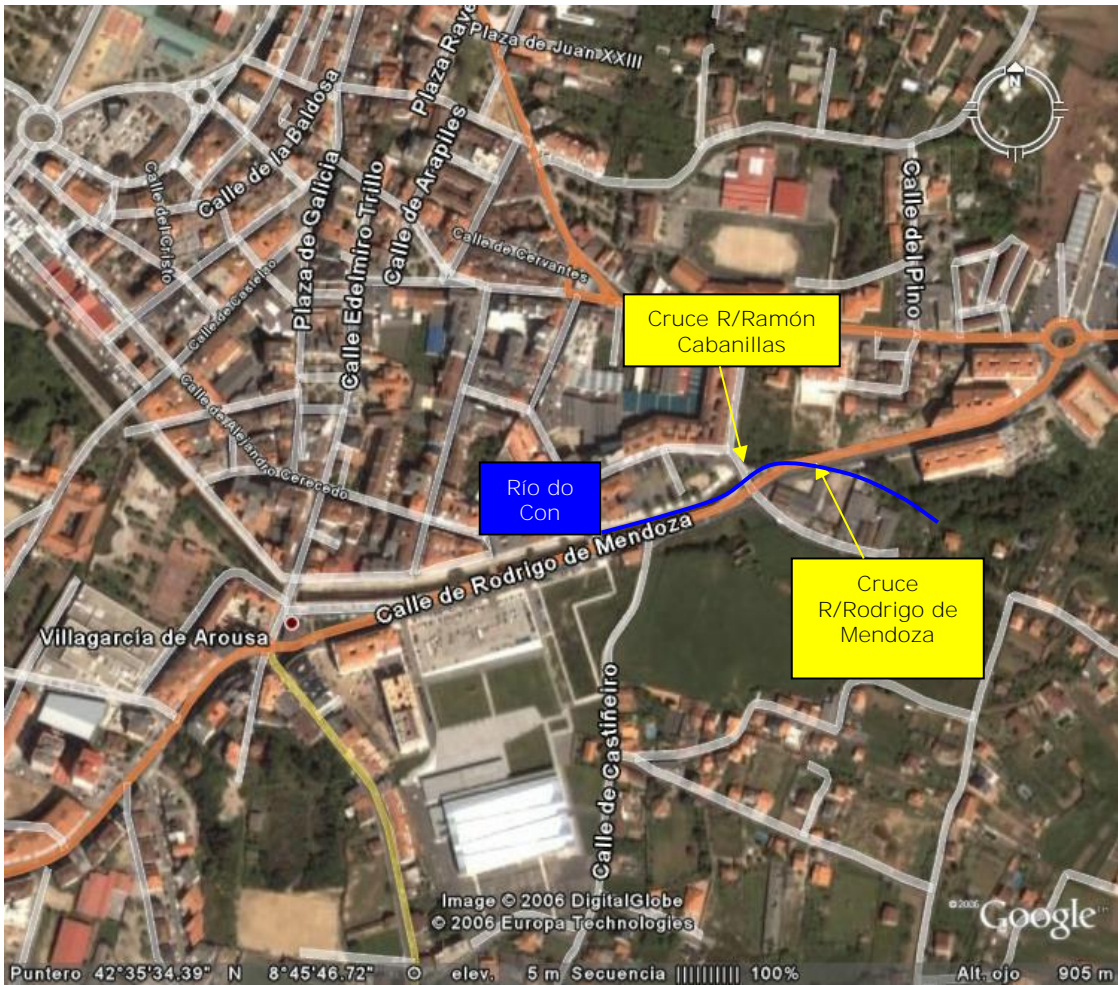 Plaza de Juan XXIII
Plaza Rave
Calle de la Baldosa
Calle del Cristo
Plaza de Galicia
Calle Edelmiro Trillo
Calle de Arapiles
Calle de Cervantes
Calle del Pino
N
Calle de Castelao
Calle de Alejandro Cerecedo
Cruce R/Ramón
Cabanillas
Río do
Con
Calle de Rodrigo de Mendoza
Cruce
R/Rodrigo de
Mendoza
Villagarcía de Arousa
Calle de Castiñeiro
Image © 2006 DigitalGlobe
© 2006 Europa Technologies
©2006 Google™
Puntero 42°35'34.39" N 8°45'46.72" O elev. 5 m Secuencia |||||||||| 100% Alt. ojo 905 m